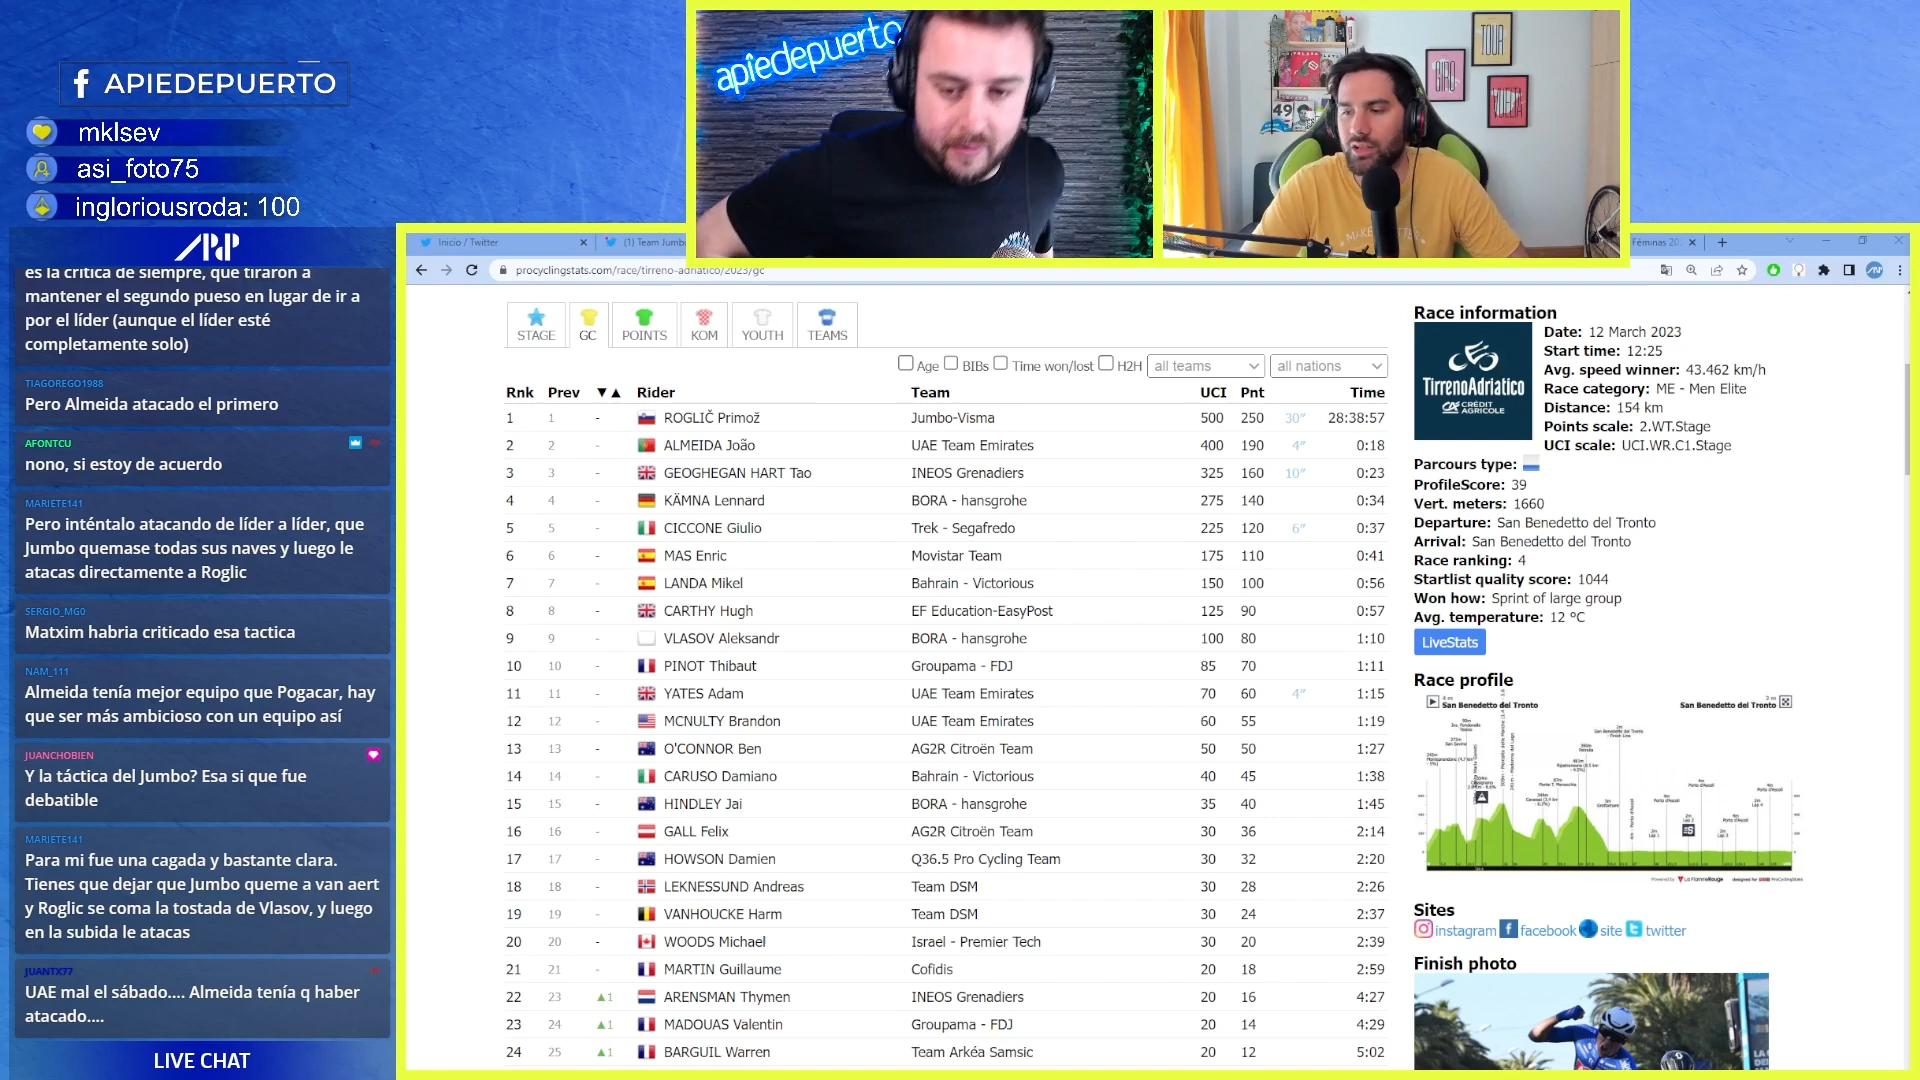 APIEDEPUERTO
mklsev
asi_foto75
ingloriousroda: 100
es la crítica de siempre, que tiraron a
mantener el segundo pueso en lugar de ir a
por el líder (aunque el líder esté
completamente solo)
TIAGOREGO1988
Pero Almeida atacado el primero
AFONTCU
nono, si estoy de acuerdo
MARIETE141
Pero inténtalo atacando de líder a líder, que
Jumbo quemase todas sus naves y luego le
atacas directamente a Roglic
SERGIO_MG0
Matxim habria criticado esa tactica
NAM_111
Almeida tenía mejor equipo que Pogacar, hay
que ser más ambicioso con un equipo así
JUANCHOBIEN
Y la táctica del Jumbo? Esa si que fue
debatible
MARIETE141
Para mi fue una cagada y bastante clara.
Tienes que dejar que Jumbo queme a van aert
y Roglic se coma la tostada de Vlasov, y luego
en la subida le atacas
JUANTX77
UAE mal el sábado.... Almeida tenía q haber
atacado....
LIVE CHAT
apiedepuerto
TOUR
GIRO
VUELTA
49
Inicio / Twitter
(1) Team Jumbo
Féminas 20
procyclingstats.com/race/tirreno-adriatico/2023/gc
STAGE GC POINTS KOM YOUTH TEAMS
Age BIBs Time won/lost H2H all teams all nations
Rnk Prev ▼▲ Rider Team UCI Pnt Time
1 1 - ROGLIČ Primož Jumbo-Visma 500 250 30″ 28:38:57
2 2 - ALMEIDA João UAE Team Emirates 400 190 4″ 0:18
3 3 - GEOGHEGAN HART Tao INEOS Grenadiers 325 160 10″ 0:23
4 4 - KÄMNA Lennard BORA - hansgrohe 275 140 0:34
5 5 - CICCONE Giulio Trek - Segafredo 225 120 6″ 0:37
6 6 - MAS Enric Movistar Team 175 110 0:41
7 7 - LANDA Mikel Bahrain - Victorious 150 100 0:56
8 8 - CARTHY Hugh EF Education-EasyPost 125 90 0:57
9 9 - VLASOV Aleksandr BORA - hansgrohe 100 80 1:10
10 10 - PINOT Thibaut Groupama - FDJ 85 70 1:11
11 11 - YATES Adam UAE Team Emirates 70 60 4″ 1:15
12 12 - MCNULTY Brandon UAE Team Emirates 60 55 1:19
13 13 - O'CONNOR Ben AG2R Citroën Team 50 50 1:27
14 14 - CARUSO Damiano Bahrain - Victorious 40 45 1:38
15 15 - HINDLEY Jai BORA - hansgrohe 35 40 1:45
16 16 - GALL Felix AG2R Citroën Team 30 36 2:14
17 17 - HOWSON Damien Q36.5 Pro Cycling Team 30 32 2:20
18 18 - LEKNESSUND Andreas Team DSM 30 28 2:26
19 19 - VANHOUCKE Harm Team DSM 30 24 2:37
20 20 - WOODS Michael Israel - Premier Tech 30 20 2:39
21 21 - MARTIN Guillaume Cofidis 20 18 2:59
22 23 ▲1 ARENSMAN Thymen INEOS Grenadiers 20 16 4:27
23 24 ▲1 MADOUAS Valentin Groupama - FDJ 20 14 4:29
24 25 ▲1 BARGUIL Warren Team Arkéa Samsic 20 12 5:02
Race information
TirrenoAdriatico
CRÉDIT
AGRICOLE
Date: 12 March 2023
Start time: 12:25
Avg. speed winner: 43.462 km/h
Race category: ME - Men Elite
Distance: 154 km
Points scale: 2.WT.Stage
UCI scale: UCI.WR.C1.Stage
Parcours type:
ProfileScore: 39
Vert. meters: 1660
Departure: San Benedetto del Tronto
Arrival: San Benedetto del Tronto
Race ranking: 4
Startlist quality score: 1044
Won how: Sprint of large group
Avg. temperature: 12 °C
LiveStats
Race profile
San Benedetto del Tronto
San Benedetto del Tronto
Sites
instagram facebook site twitter
Finish photo